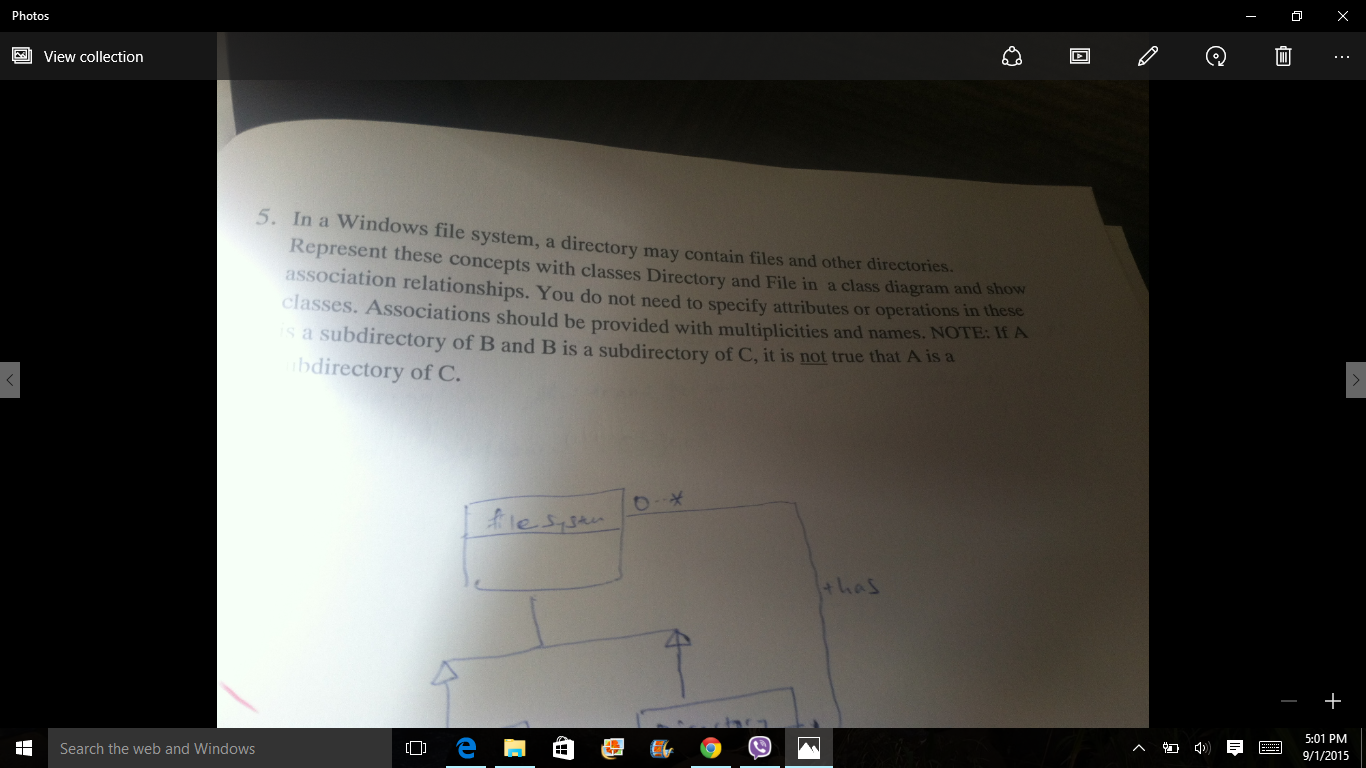 Photos
View collection
5. In a Windows file system, a directory may contain files and other directories.
Represent these concepts with classes Directory and File in a class diagram and show
association relationships. You do not need to specify attributes or operations in these
classes. Associations should be provided with multiplicities and names. NOTE: If A
is a subdirectory of B and B is a subdirectory of C, it is not true that A is a
bdirectory of C.
file system
0..*
+has
Directory
Search the web and Windows
5:01 PM
9/1/2015